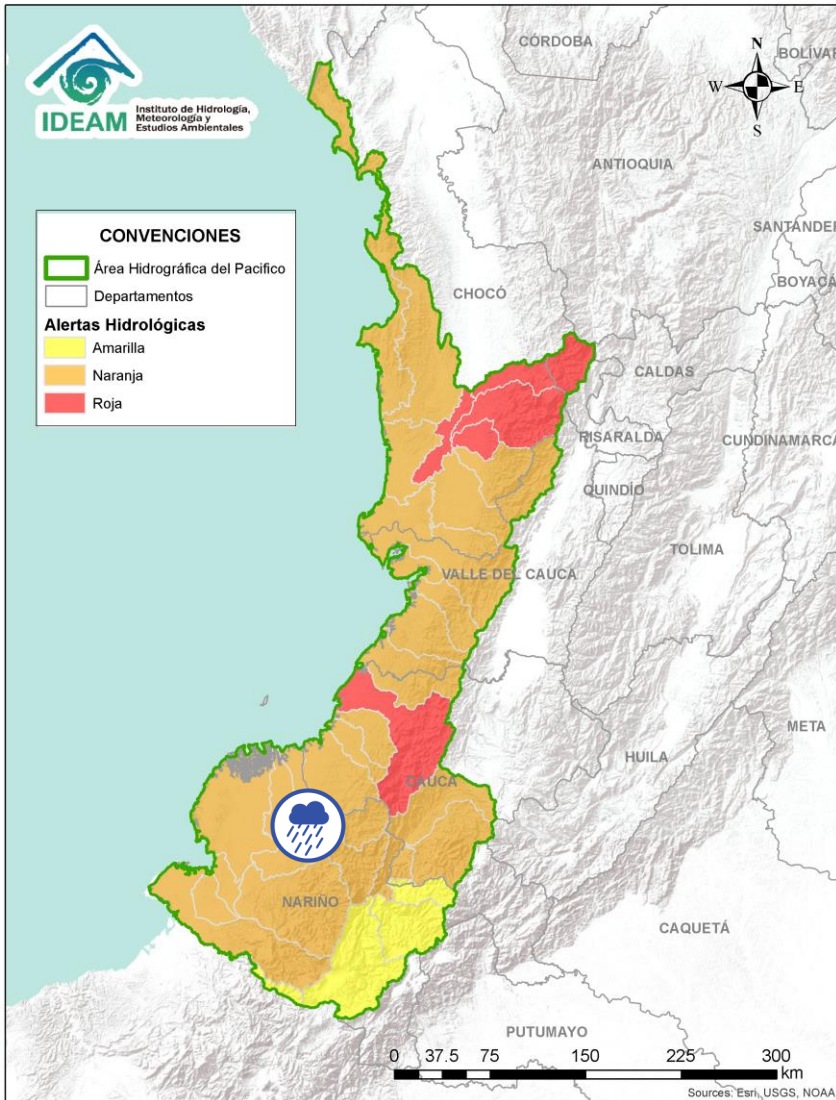 IDEAM
Instituto de Hidrología,
Meteorología y
Estudios Ambientales
CÓRDOBA
BOLÍVAR
N
W
E
S
ANTIOQUIA
SANTANDER
BOYACÁ
CONVENCIONES
Área Hidrográfica del Pacifico
Departamentos
Alertas Hidrológicas
Amarilla
Naranja
Roja
CHOCÓ
CALDAS
RISARALDA
CUNDINAMARCA
QUINDÍO
TOLIMA
VALLE DEL CAUCA
META
HUILA
CAUCA
NARIÑO
CAQUETÁ
PUTUMAYO
0 37.5 75 150 225 300
km
Sources: Esri, USGS, NOAA